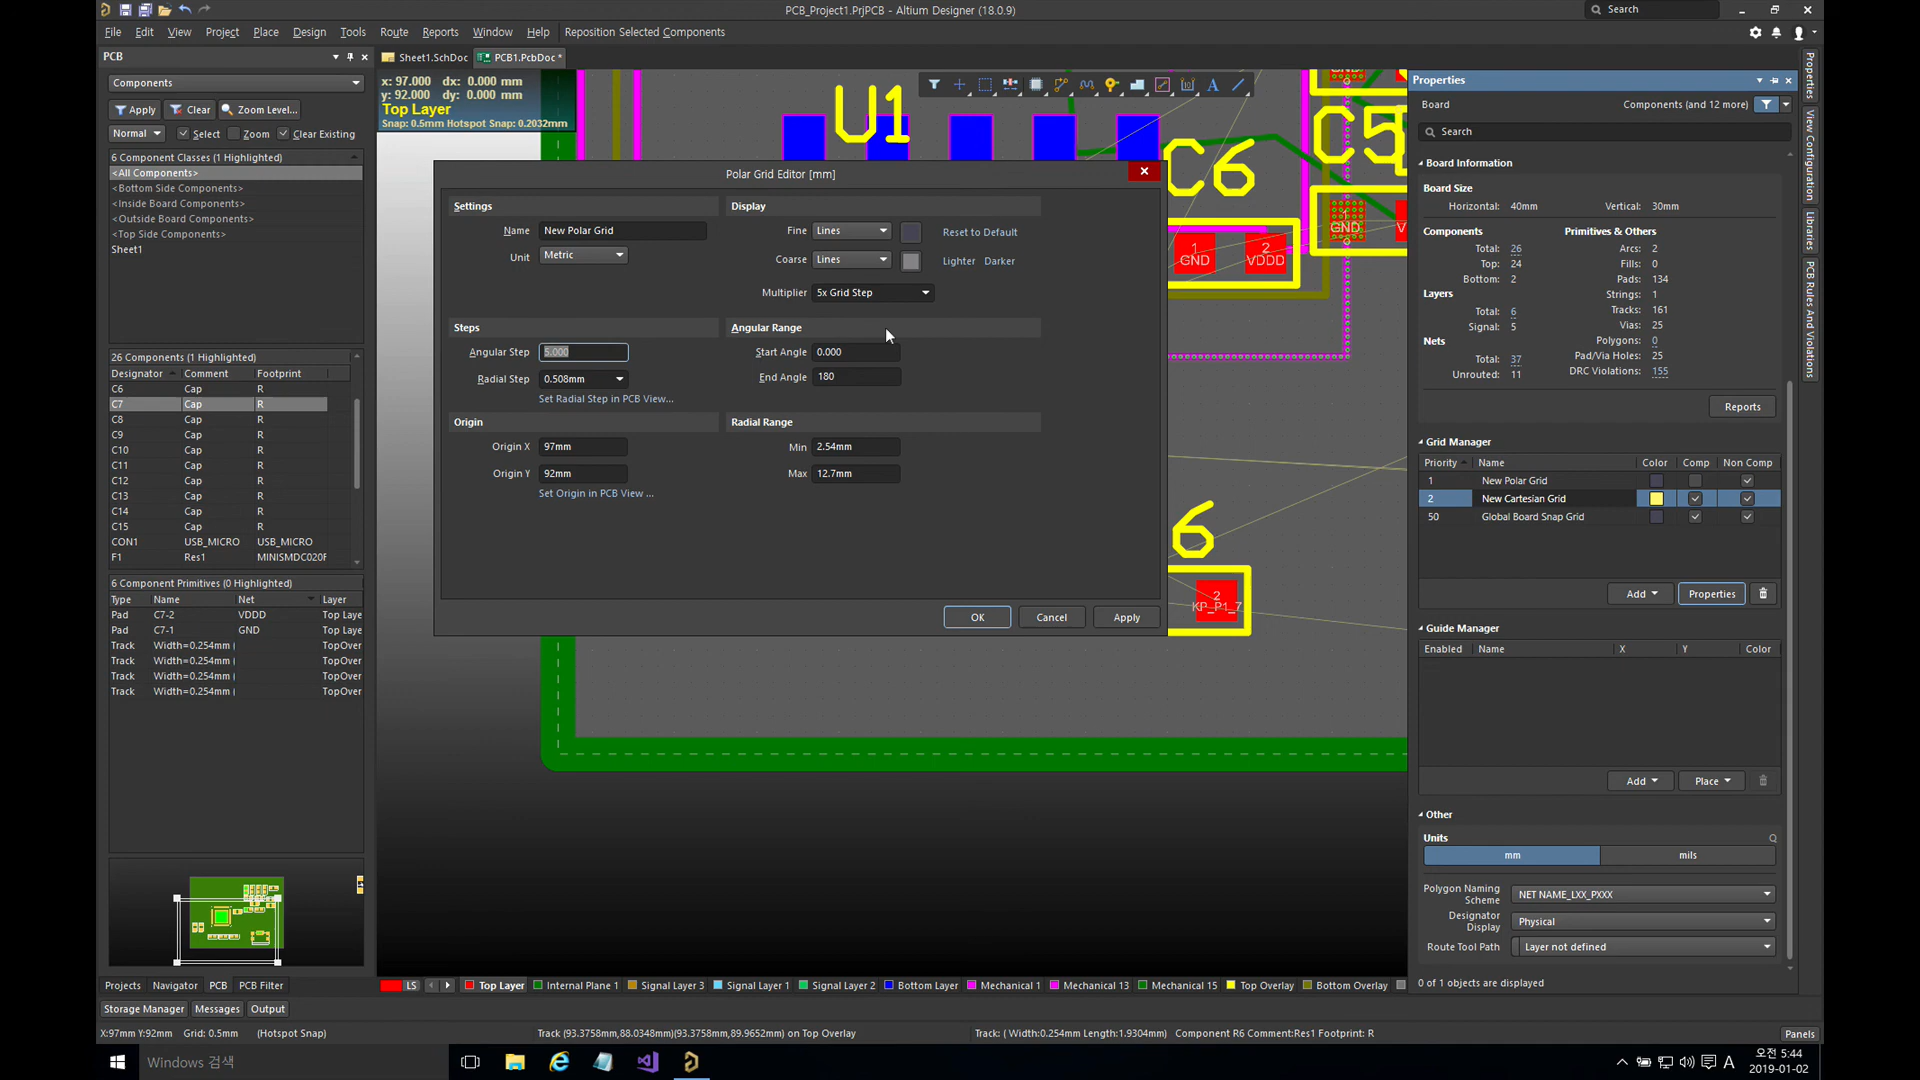 PCB_Project1.PrjPCB - Altium Designer (18.0.9)
Search
File Edit View Project Place Design Tools Route Reports Window Help Reposition Selected Components
PCB
Sheet1.SchDoc
PCB1.PcbDoc *
Components
Apply Clear Zoom Level...
Normal Select Zoom Clear Existing
6 Component Classes (1 Highlighted)
<All Components>
<Bottom Side Components>
<Inside Board Components>
<Outside Board Components>
<Top Side Components>
Sheet1
26 Components (1 Highlighted)
Designator Comment Footprint
C6 Cap R
C7 Cap R
C8 Cap R
C9 Cap R
C10 Cap R
C11 Cap R
C12 Cap R
C13 Cap R
C14 Cap R
C15 Cap R
CON1 USB_MICRO USB_MICRO
F1 Res1 MINISMDC020F
6 Component Primitives (0 Highlighted)
Type Name Net Layer
Pad C7-2 VDDD Top Laye
Pad C7-1 GND Top Laye
Track Width=0.254mm ( TopOver
Track Width=0.254mm ( TopOver
Track Width=0.254mm ( TopOver
Track Width=0.254mm ( TopOver
Projects Navigator PCB PCB Filter
Storage Manager Messages Output
x: 97.000 dx: 0.000 mm
y: 92.000 dy: 0.000 mm
Top Layer
Snap: 0.5mm Hotspot Snap: 0.2032mm
U1
C6
C5
GND
1
GND
2
VDDD
6
2
KP_P1_7
Polar Grid Editor [mm]
Settings
Name New Polar Grid
Unit Metric
Display
Fine Lines Reset to Default
Coarse Lines Lighter Darker
Multiplier 5x Grid Step
Steps
Angular Step 5.000
Radial Step 0.508mm
Set Radial Step in PCB View...
Angular Range
Start Angle 0.000
End Angle 180
Origin
Origin X 97mm
Origin Y 92mm
Set Origin in PCB View ...
Radial Range
Min 2.54mm
Max 12.7mm
OK Cancel Apply
Properties
Board Components (and 12 more)
Search
Board Information
Board Size
Horizontal: 40mm Vertical: 30mm
Components
Total: 26
Top: 24
Bottom: 2
Layers
Total: 6
Signal: 5
Nets
Total: 37
Unrouted: 11
Primitives & Others
Arcs: 2
Fills: 0
Pads: 134
Strings: 1
Tracks: 161
Vias: 25
Polygons: 0
Pad/Via Holes: 25
DRC Violations: 155
Reports
Grid Manager
Priority Name Color Comp Non Comp
1 New Polar Grid
2 New Cartesian Grid
50 Global Board Snap Grid
Add Properties
Guide Manager
Enabled Name X Y Color
Add Place
Other
Units
mm mils
Polygon Naming Scheme NET NAME_LXX_PXXX
Designator Display Physical
Route Tool Path Layer not defined
0 of 1 objects are displayed
Properties
View Configuration
Libraries
PCB Rules And Violations
LS Top Layer Internal Plane 1 Signal Layer 3 Signal Layer 1 Signal Layer 2 Bottom Layer Mechanical 1 Mechanical 13 Mechanical 15 Top Overlay Bottom Overlay
X:97mm Y:92mm Grid: 0.5mm (Hotspot Snap) Track (93.3758mm,88.0348mm)(93.3758mm,89.9652mm) on Top Overlay Track: ( Width:0.254mm Length:1.9304mm) Component R6 Comment:Res1 Footprint: R Panels
Windows 검색
A
오전 5:44
2019-01-02